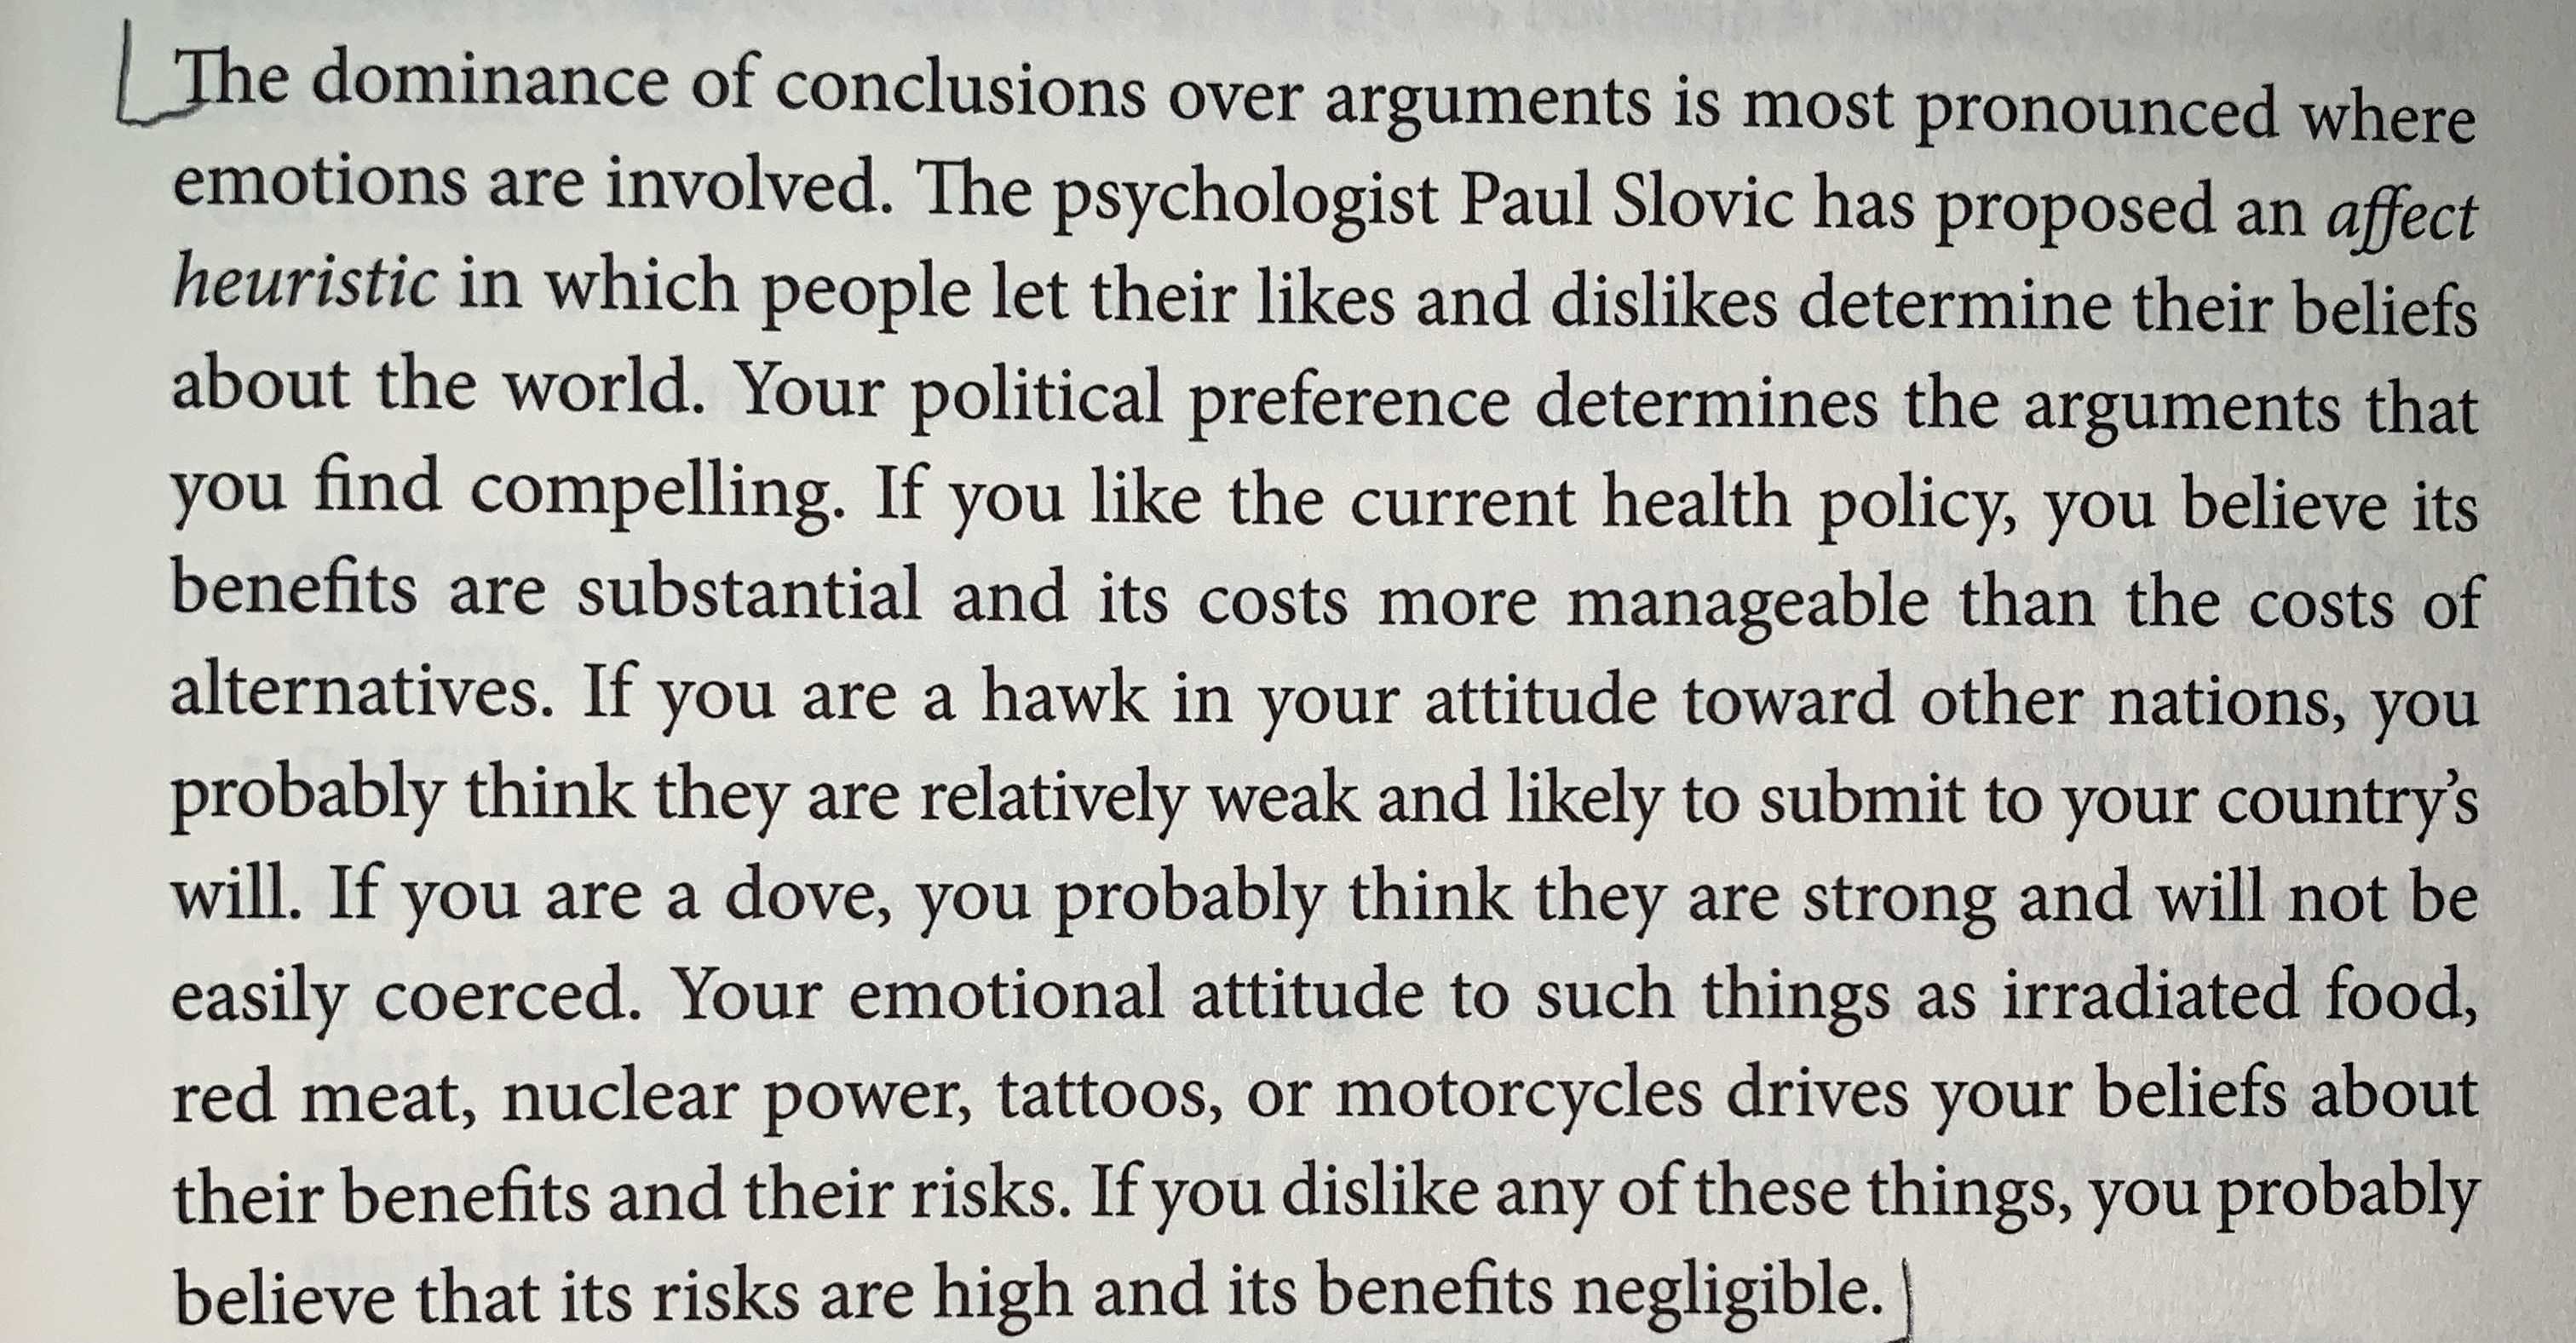 The dominance of conclusions over arguments is most pronounced where
emotions are involved. The psychologist Paul Slovic has proposed an affect
heuristic in which people let their likes and dislikes determine their beliefs
about the world. Your political preference determines the arguments that
you find compelling. If you like the current health policy, you believe its
benefits are substantial and its costs more manageable than the costs of
alternatives. If you are a hawk in your attitude toward other nations, you
probably think they are relatively weak and likely to submit to your country’s
will. If you are a dove, you probably think they are strong and will not be
easily coerced. Your emotional attitude to such things as irradiated food,
red meat, nuclear power, tattoos, or motorcycles drives your beliefs about
their benefits and their risks. If you dislike any of these things, you probably
believe that its risks are high and its benefits negligible.